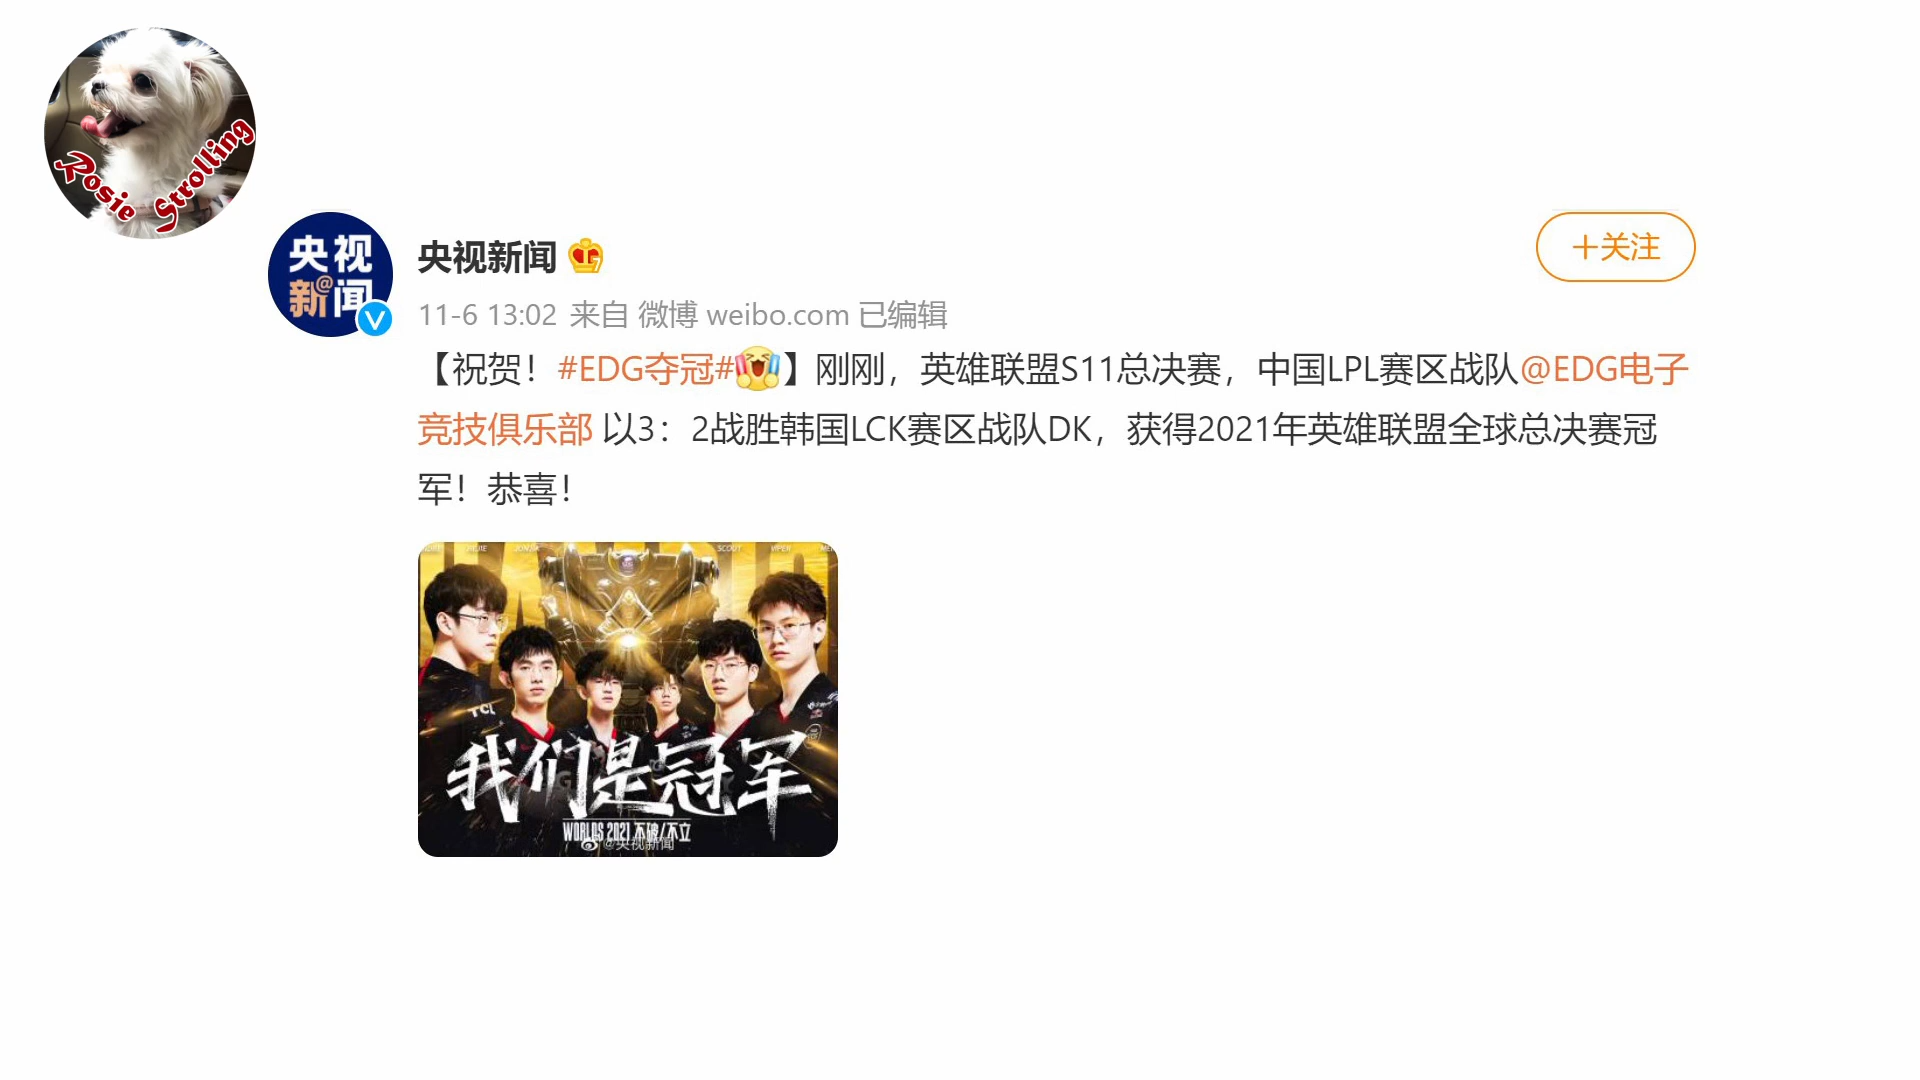 Rosie Strolling
央视
新@闻
央视新闻
+关注
11-6 13:02 来自 微博 weibo.com 已编辑
【祝贺！#EDG夺冠#】刚刚，英雄联盟S11总决赛，中国LPL赛区战队@EDG电子
竞技俱乐部 以3：2战胜韩国LCK赛区战队DK，获得2021年英雄联盟全球总决赛冠
军！恭喜！
JIEJIE JUNJIA SCOUT VIPER
TCL
我们是冠军
WORLDS 2021 不破/不立
@央视新闻